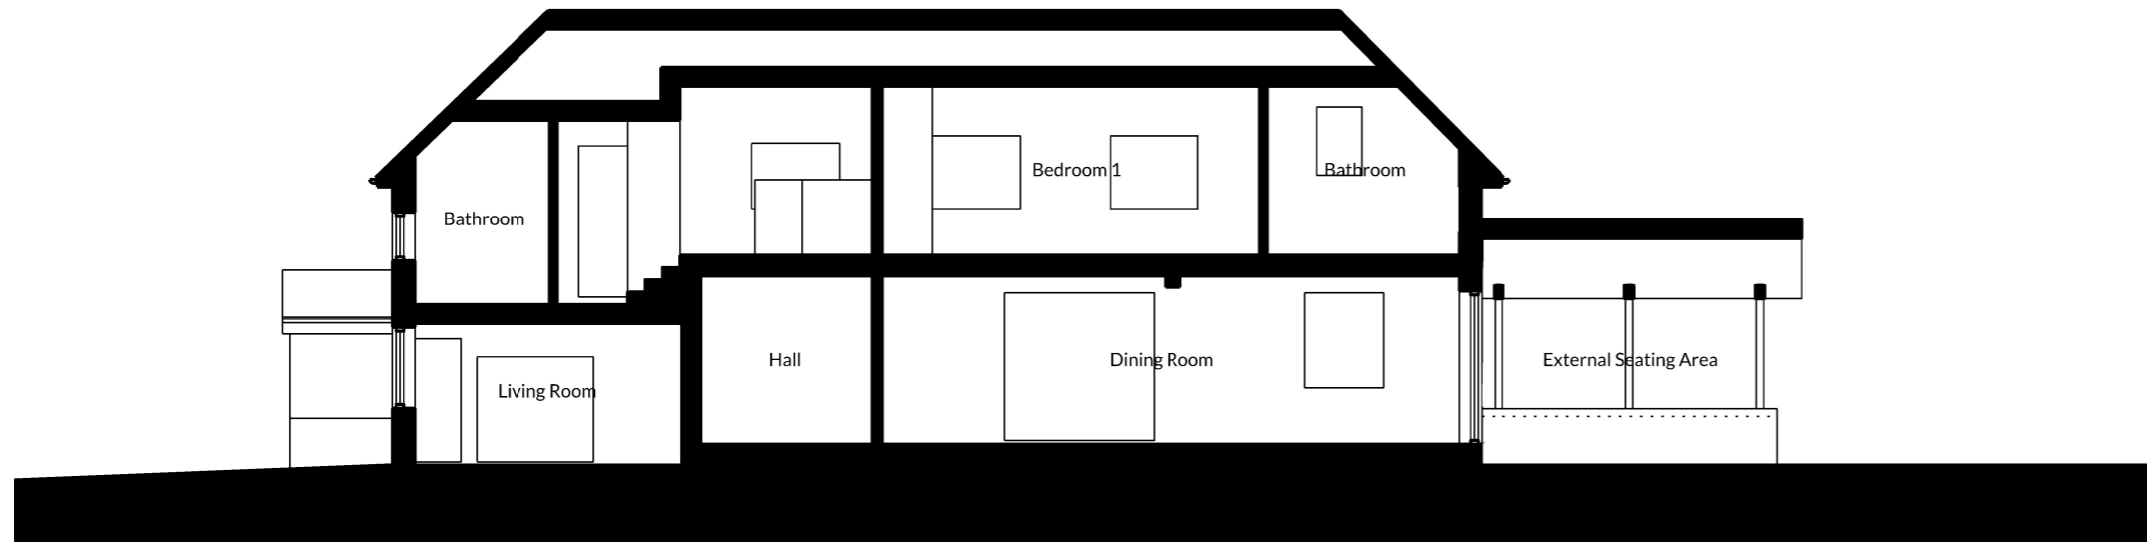 Bedroom 1
Bathroom
Bathroom
Hall
Dining Room
External Seating Area
Living Room